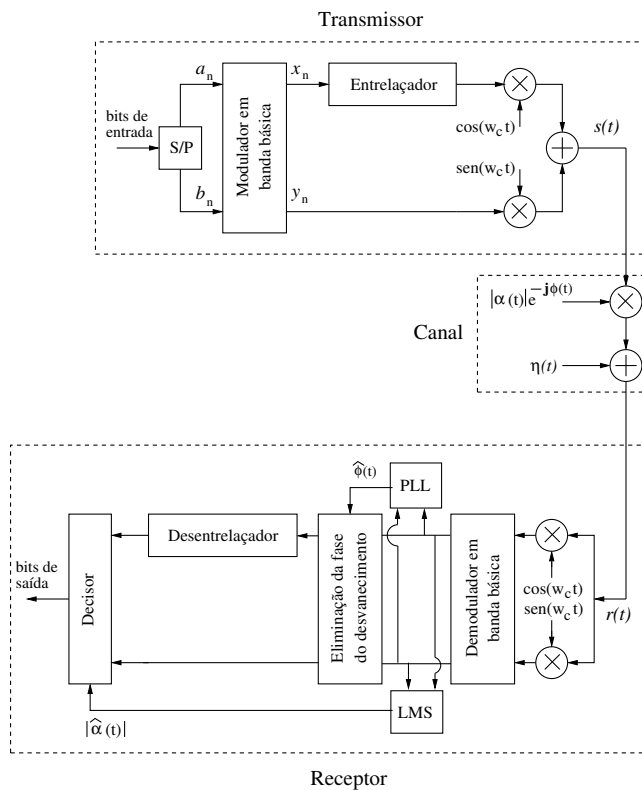 Transmissor
a_n
x_n
bits de
entrada
S/P
Modulador em
banda básica
Entrelaçador
cos(w_c t)
s(t)
sen(w_c t)
b_n
y_n
|α(t)|e^{-jφ(t)}
Canal
η(t)
φ̂(t)
PLL
Desentrelaçador
bits de
saída
Decisor
Eliminação da fase
do desvanecimento
Demodulador em
banda básica
cos(w_c t)
sen(w_c t)
r(t)
LMS
|α̂(t)|
Receptor